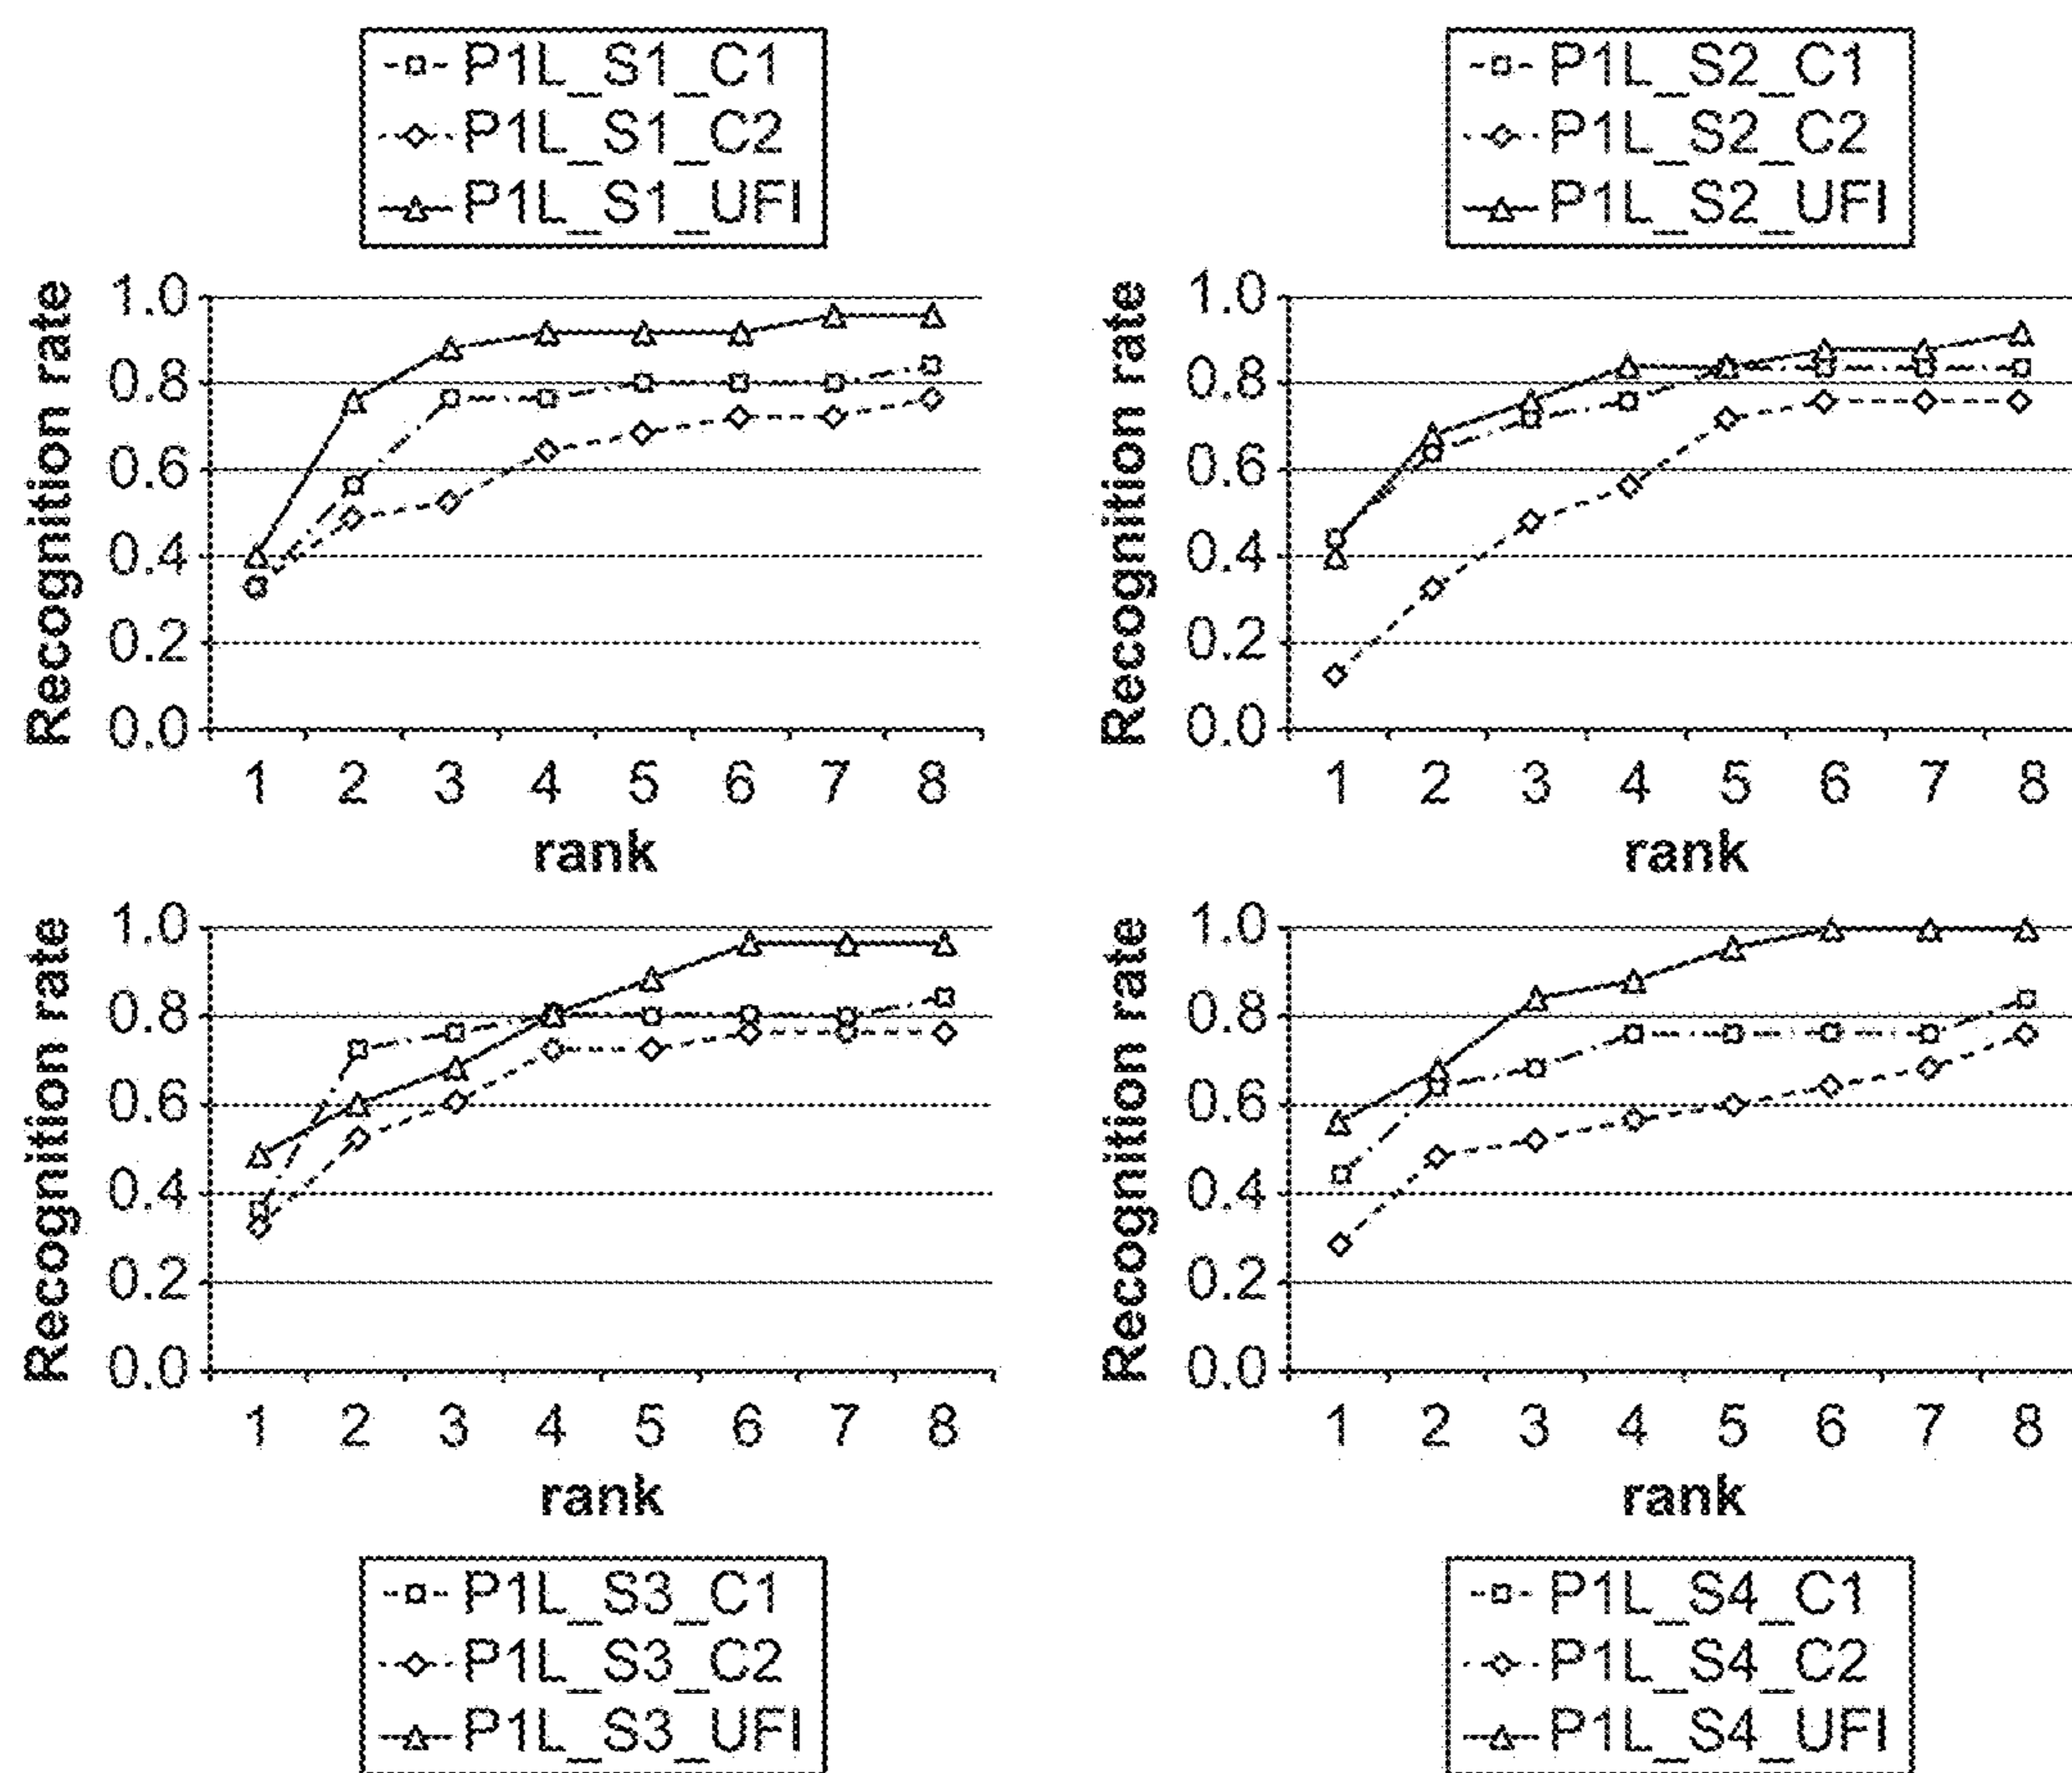 P1L_S1_C1
P1L_S1_C2
P1L_S1_UFI
P1L_S2_C1
P1L_S2_C2
P1L_S2_UFI
Recognition rate
1.0
0.8
0.6
0.4
0.2
0.0
1 2 3 4 5 6 7 8
rank
Recognition rate
1.0
0.8
0.6
0.4
0.2
0.0
1 2 3 4 5 6 7 8
rank
Recognition rate
1.0
0.8
0.6
0.4
0.2
0.0
1 2 3 4 5 6 7 8
rank
Recognition rate
1.0
0.8
0.6
0.4
0.2
0.0
1 2 3 4 5 6 7 8
rank
P1L_S3_C1
P1L_S3_C2
P1L_S3_UFI
P1L_S4_C1
P1L_S4_C2
P1L_S4_UFI